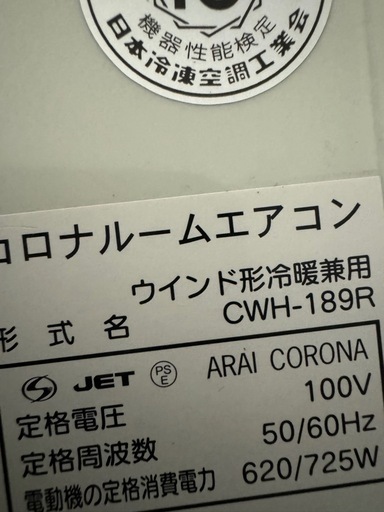 機器性能検定
日本冷凍空調工業会
コロナルームエアコン
ウインド形冷暖兼用
形式名 CWH-189R
JET PSE ARAI CORONA
定格電圧 100V
定格周波数 50/60Hz
電動機の定格消費電力 620/725W